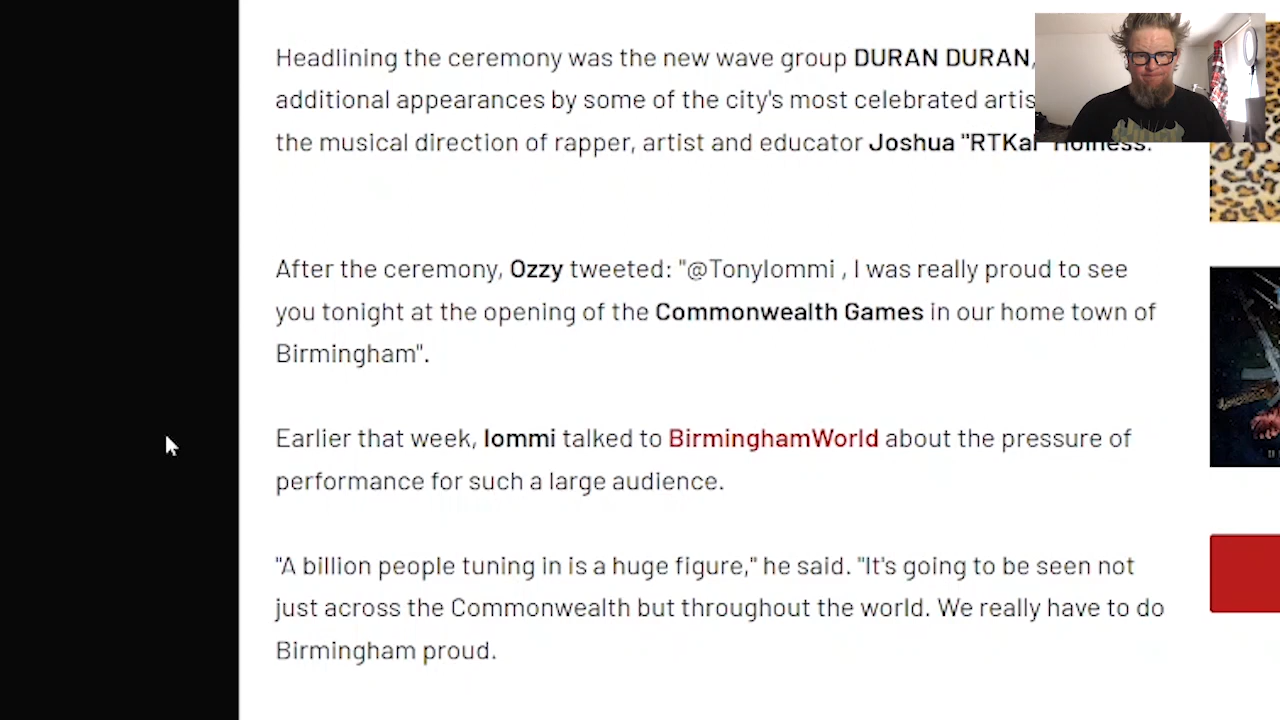 Headlining the ceremony was the new wave group DURAN DURAN,
additional appearances by some of the city's most celebrated
the musical direction of rapper, artist and educator Joshua
After the ceremony, Ozzy tweeted: "@TonyIommi , I was really proud to see
you tonight at the opening of the Commonwealth Games in our home town of
Birmingham".
Earlier that week, Iommi talked to BirminghamWorld about the pressure of
performance for such a large audience.
"A billion people tuning in is a huge figure," he said. "It's going to be seen not
just across the Commonwealth but throughout the world. We really have to do
Birmingham proud.